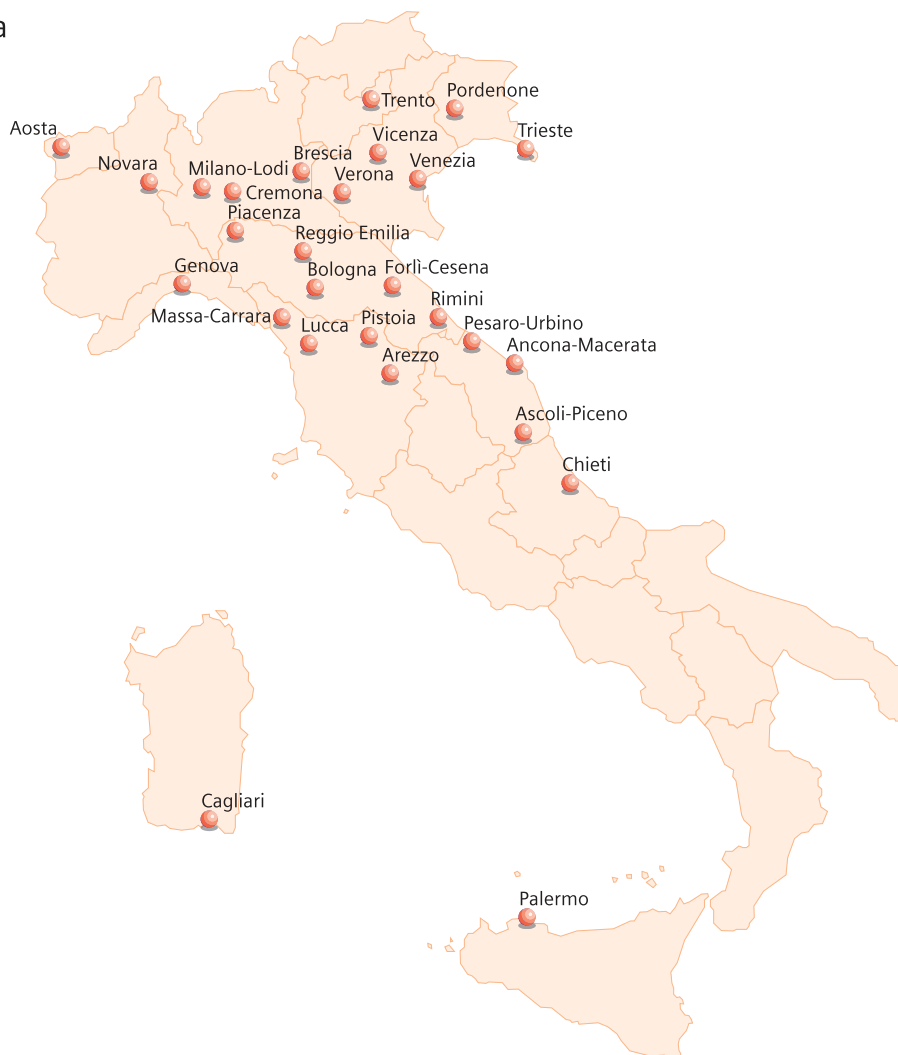 a
Pordenone
Trento
Aosta
Trieste
Vicenza
Brescia
Venezia
Novara
Milano-Lodi
Verona
Cremona
Piacenza
Reggio Emilia
Genova
Bologna
Forlì-Cesena
Rimini
Massa-Carrara
Lucca
Pistoia
Pesaro-Urbino
Ancona-Macerata
Arezzo
Ascoli-Piceno
Chieti
Cagliari
Palermo